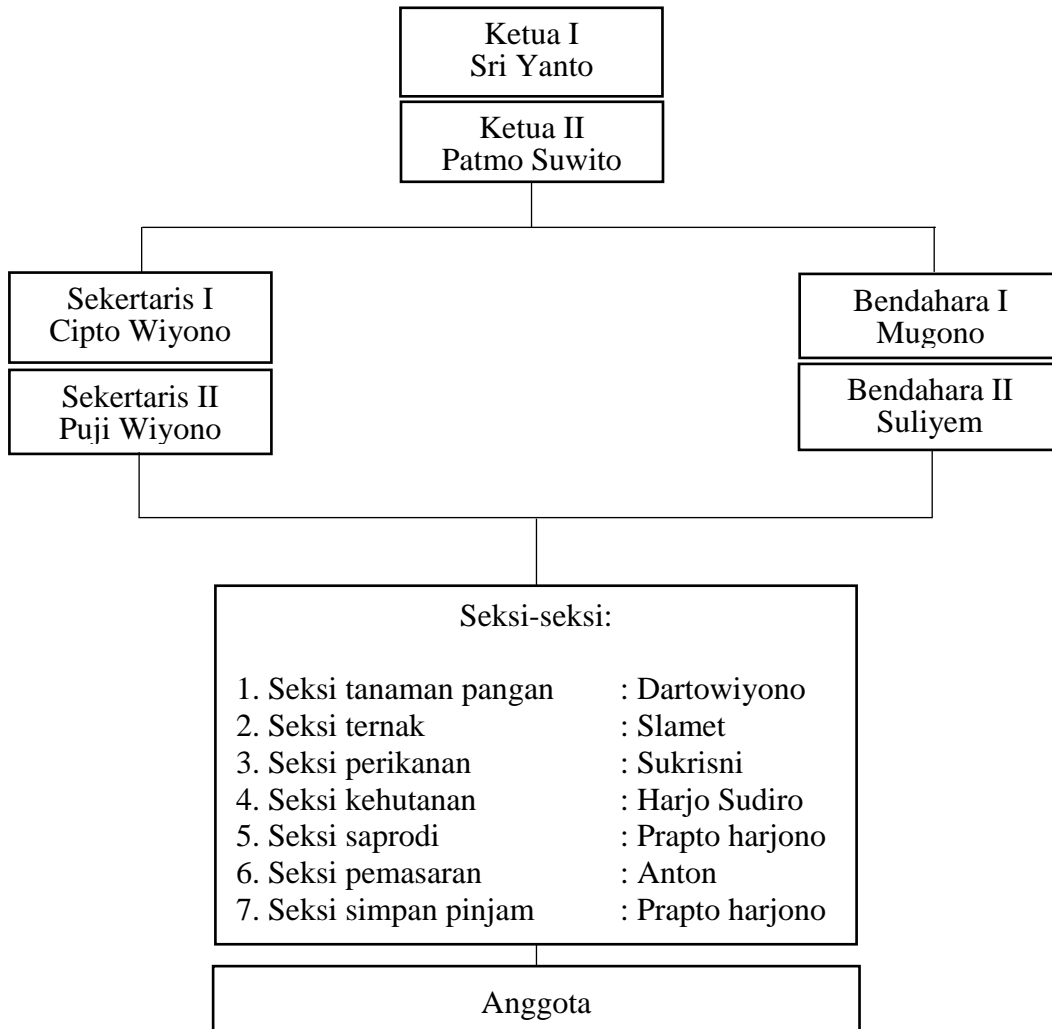 Ketua I
Sri Yanto
Ketua II
Patmo Suwito
Sekertaris I
Cipto Wiyono
Sekertaris II
Puji Wiyono
Bendahara I
Mugono
Bendahara II
Suliyem
Seksi-seksi:
1. Seksi tanaman pangan : Dartowiyono
2. Seksi ternak : Slamet
3. Seksi perikanan : Sukrisni
4. Seksi kehutanan : Harjo Sudiro
5. Seksi saprodi : Prapto harjono
6. Seksi pemasaran : Anton
7. Seksi simpan pinjam : Prapto harjono
Anggota